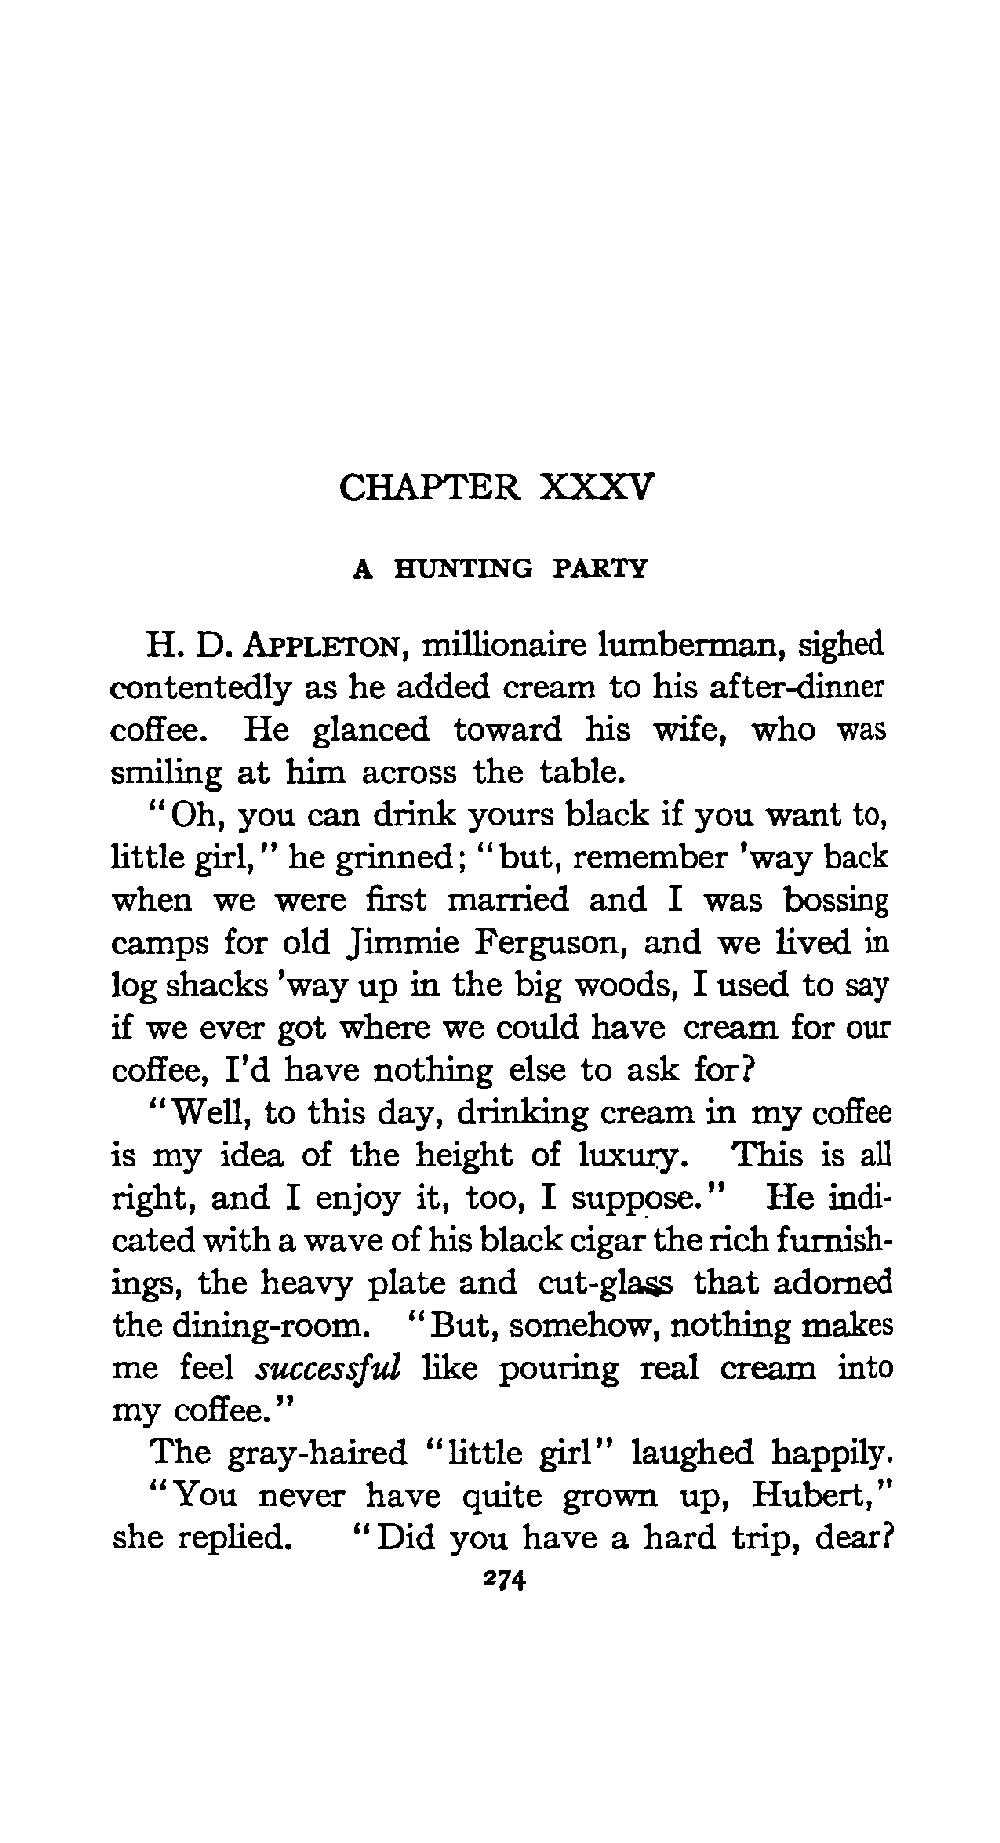 CHAPTER XXXV
A HUNTING PARTY
H. D. APPLETON, millionaire lumberman, sighed
contentedly as he added cream to his after-dinner
coffee. He glanced toward his wife, who was
smiling at him across the table.
"Oh, you can drink yours black if you want to,
little girl," he grinned; "but, remember 'way back
when we were first married and I was bossing
camps for old Jimmie Ferguson, and we lived in
log shacks 'way up in the big woods, I used to say
if we ever got where we could have cream for our
coffee, I'd have nothing else to ask for?
"Well, to this day, drinking cream in my coffee
is my idea of the height of luxury. This is all
right, and I enjoy it, too, I suppose." He indi-
cated with a wave of his black cigar the rich furnish-
ings, the heavy plate and cut-glass that adorned
the dining-room. "But, somehow, nothing makes
me feel successful like pouring real cream into
my coffee."
The gray-haired "little girl" laughed happily.
"You never have quite grown up, Hubert,"
she replied. "Did you have a hard trip, dear?
274